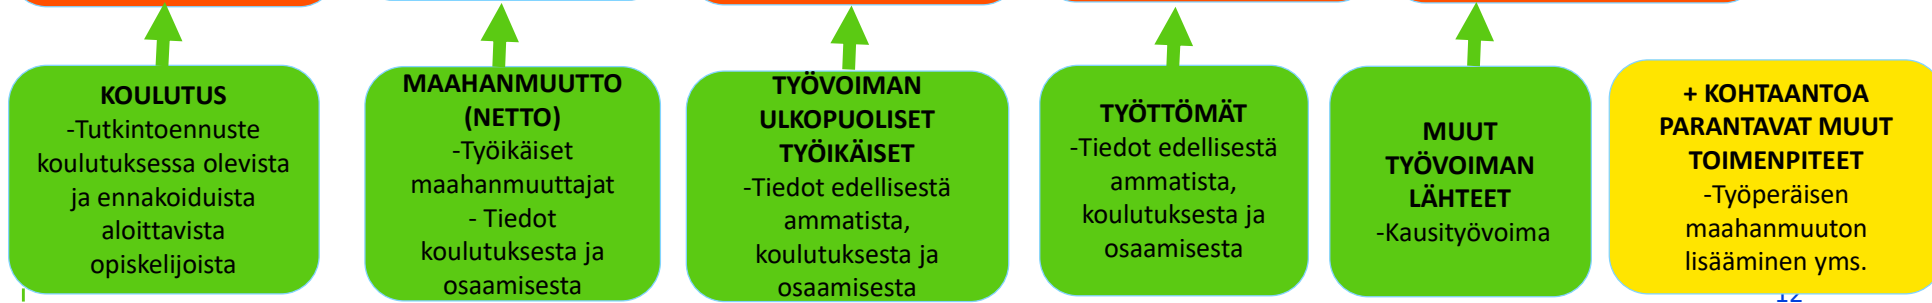 KOULUTUS
-Tutkintoennuste
koulutuksessa olevista
ja ennakoiduista
aloittavista
opiskelijoista
MAAHANMUUTTO
(NETTO)
-Työikäiset
maahanmuuttajat
- Tiedot
koulutuksesta ja
osaamisesta
TYÖVOIMAN
ULKOPUOLISET
TYÖIKÄISET
-Tiedot edellisestä
ammatista,
koulutuksesta ja
osaamisesta
TYÖTTÖMÄT
-Tiedot edellisestä
ammatista,
koulutuksesta ja
osaamisesta
MUUT
TYÖVOIMAN
LÄHTEET
-Kausityövoima
+ KOHTAANTOA
PARANTAVAT MUUT
TOIMENPITEET
-Työperäisen
maahanmuuton
lisääminen yms.
12